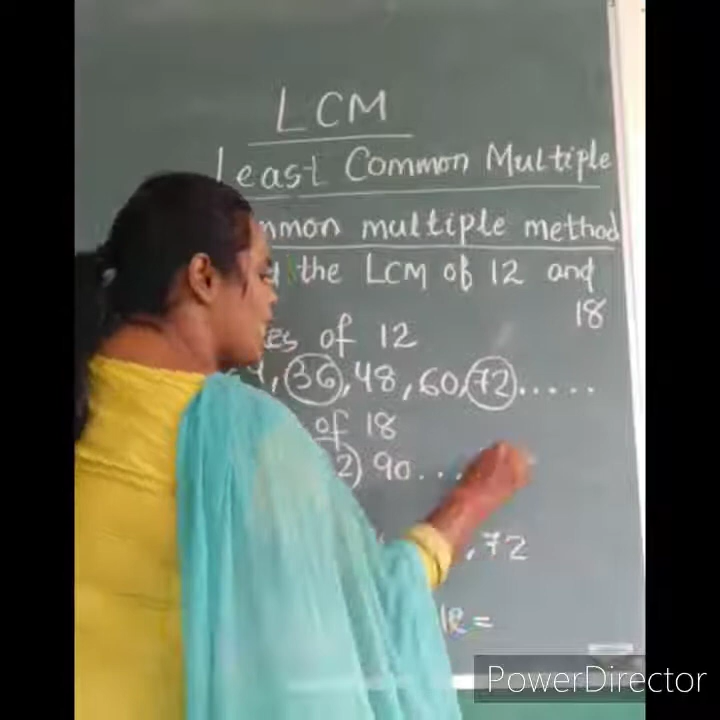 LCM
Least Common Multiple
mmon multiple method
the LCM of 12 and
18
es of 12
, 36, 48, 60, 72.....
of 18
2) 90....
, 72
le =
PowerDirector